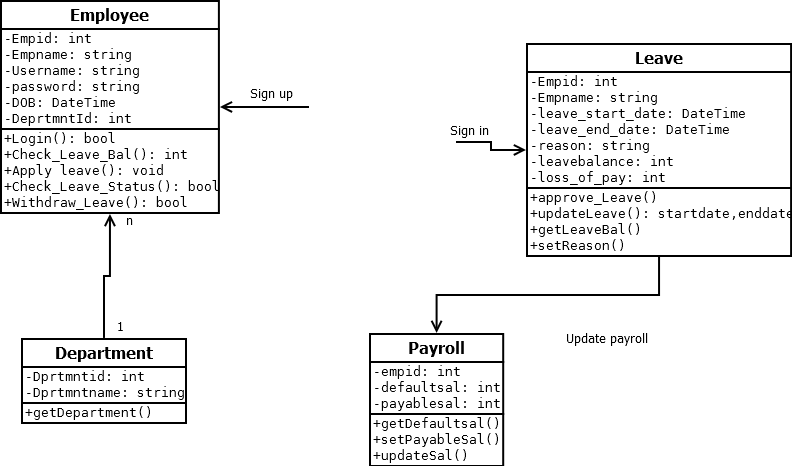 Employee
-Empid: int
-Empname: string
-Username: string
-password: string
-DOB: DateTime
-DeprtmntId: int
+Login(): bool
+Check_Leave_Bal(): int
+Apply leave(): void
+Check_Leave_Status(): bool
+Withdraw_Leave(): bool
Sign up
Sign in
Leave
-Empid: int
-Empname: string
-leave_start_date: DateTime
-leave_end_date: DateTime
-reason: string
-leavebalance: int
-loss_of_pay: int
+approve_Leave()
+updateLeave(): startdate,enddate
+getLeaveBal()
+setReason()
n
1
Department
-Dprtmntid: int
-Dprtmntname: string
+getDepartment()
Update payroll
Payroll
-empid: int
-defaultsal: int
-payablesal: int
+getDefaultsal()
+setPayableSal()
+updateSal()